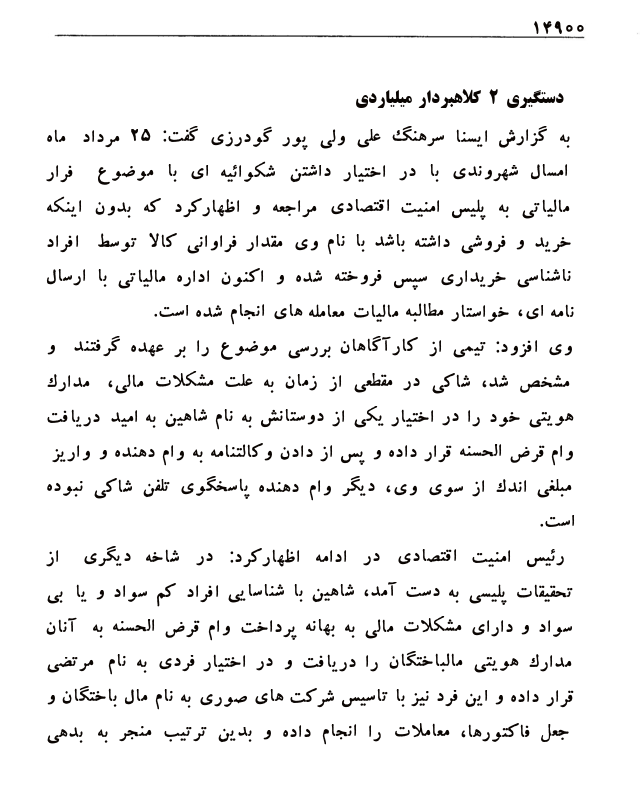 ۱۴۹۰۰
دستگیری ۲ کلاهبردار میلیاردی
به گزارش ایسنا سرهنگ علی ولی پور گودرزی گفت: ۲۵ مرداد ماه
امسال شهروندی با در اختیار داشتن شکوائیه ای با موضوع فرار
مالیاتی به پلیس امنیت اقتصادی مراجعه و اظهارکرد که بدون اینکه
خرید و فروشی داشته باشد با نام وی مقدار فراوانی کالا توسط افراد
ناشناسی خریداری سپس فروخته شده و اکنون اداره مالیاتی با ارسال
نامه ای، خواستار مطالبه مالیات معامله های انجام شده است.
وی افزود: تیمی از کارآگاهان بررسی موضوع را بر عهده گرفتند و
مشخص شد، شاکی در مقطعی از زمان به علت مشکلات مالی، مدارك
هویتی خود را در اختیار یکی از دوستانش به نام شاهین به امید دریافت
وام قرض الحسنه قرار داده و پس از دادن وکالتنامه به وام دهنده و واریز
مبلغی اندك از سوی وی، دیگر وام دهنده پاسخگوی تلفن شاکی نبوده
است.
رئیس امنیت اقتصادی در ادامه اظهارکرد: در شاخه دیگری از
تحقیقات پلیسی به دست آمد، شاهین با شناسایی افراد کم سواد و یا بی
سواد و دارای مشکلات مالی به بهانه پرداخت وام قرض الحسنه به آنان
مدارك هویتی مالباختگان را دریافت و در اختیار فردی به نام مرتضی
قرار داده و این فرد نیز با تاسیس شرکت های صوری به نام مال باختگان و
جعل فاکتورها، معاملات را انجام داده و بدین ترتیب منجر به بدهی